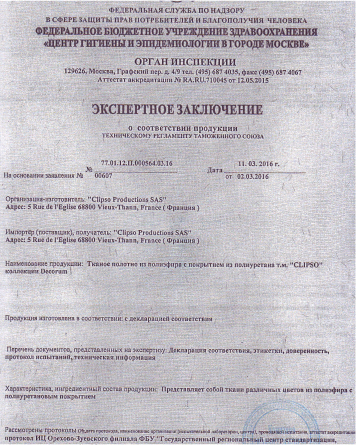 ФЕДЕРАЛЬНАЯ СЛУЖБА ПО НАДЗОРУ
В СФЕРЕ ЗАЩИТЫ ПРАВ ПОТРЕБИТЕЛЕЙ И БЛАГОПОЛУЧИЯ ЧЕЛОВЕКА
ФЕДЕРАЛЬНОЕ БЮДЖЕТНОЕ УЧРЕЖДЕНИЕ ЗДРАВООХРАНЕНИЯ
«ЦЕНТР ГИГИЕНЫ И ЭПИДЕМИОЛОГИИ В ГОРОДЕ МОСКВЕ»
ОРГАН ИНСПЕКЦИИ
129626, Москва, Графский пер. д. 4/9 тел. (495) 687 4035, факс (495) 687 4067
Аттестат аккредитации № RA.RU.710045 от 12.05.2015
ЭКСПЕРТНОЕ ЗАКЛЮЧЕНИЕ
о соответствии продукции
ТЕХНИЧЕСКОМУ РЕГЛАМЕНТУ ТАМОЖЕННОГО СОЮЗА
№ 77.01.12.П.000564.03.16 Дата 11. 03. 2016 г.
На основании заявления № 00607 от 02.03.2016
Организация-изготовитель: "Clipso Productions SAS"
Адрес: 5 Rue de l'Eglise 68800 Vieux-Thann, France ( Франция )
Импортёр (поставщик), получатель: "Clipso Productions SAS"
Адрес: 5 Rue de l'Eglise 68800 Vieux-Thann, France ( Франция )
Наименование продукции: Тканое полотно из полиэфира с покрытием из полиуретана т.м. "CLIPSO"
коллекции Decorum
Продукция изготовлена в соответствии: с декларацией соответствия
Перечень документов, представленных на экспертизу: Декларация соответствия, этикетки, доверенность,
протокол испытаний, техническая информация
Характеристика, ингредиентный состав продукции: Представляет собой ткани различных цветов из полиэфира с
полиуретановым покрытием
Рассмотрены протоколы
протокола ИЦ Орехово-Зуевского филиала ФБУ "Государственный региональный центр стандартизации,